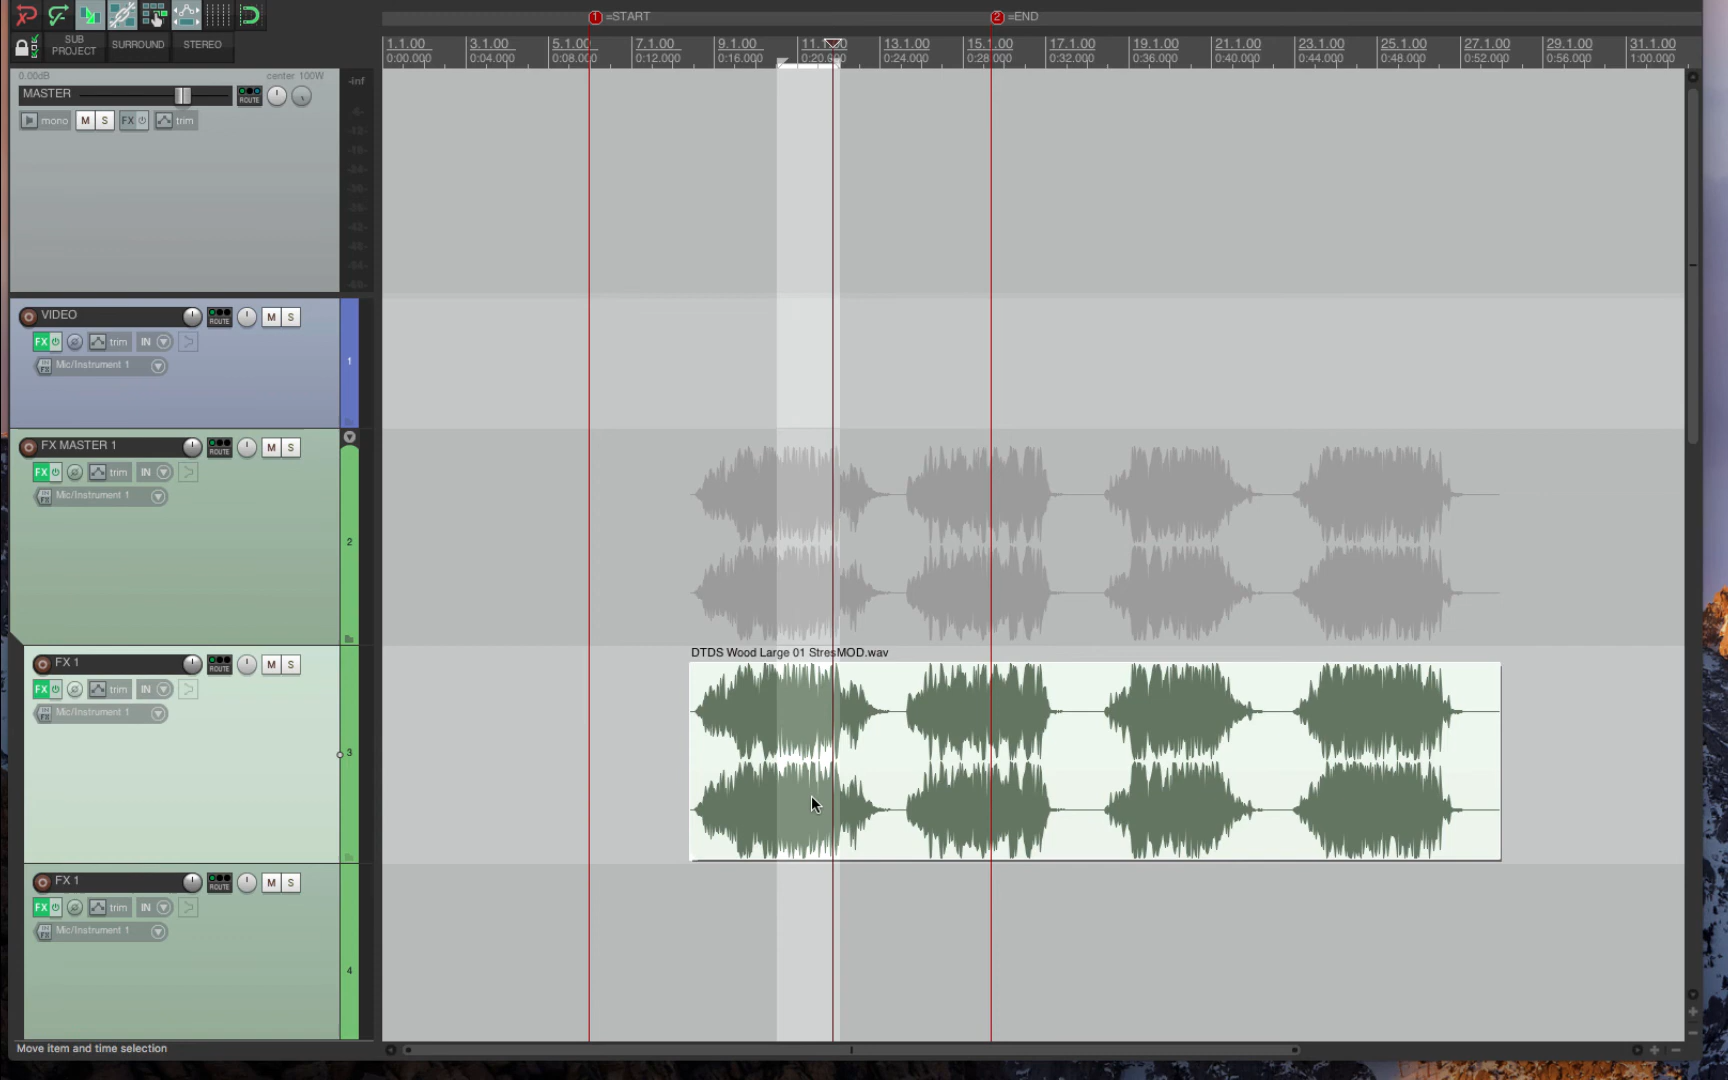 1 =START
2 =END
SUB PROJECT
SURROUND
STEREO
1.1.00 3.1.00 5.1.00 7.1.00 9.1.00 13.1.00 17.1.00 19.1.00 21.1.00 23.1.00 25.1.00 27.1.00 29.1.00 31.1.00
0:00.000 0:04.000 0:08.000 0:12.000 0:16.000 0:24.000 0:28.000 0:32.000 0:36.000 0:40.000 0:44.000 0:48.000 0:52.000 0:56.000 1:00.000
0.00dB center 100W -inf
MASTER ROUTE
mono M S FX trim
VIDEO ROUTE M S
FX trim IN
Mic/Instrument 1
1
FX MASTER 1 ROUTE M S
FX trim IN
Mic/Instrument 1
2
DTDS Wood Large 01 StresMOD.wav
FX 1 ROUTE M S
FX trim IN
Mic/Instrument 1
3
FX 1 ROUTE M S
FX trim IN
Mic/Instrument 1
4
Move item and time selection